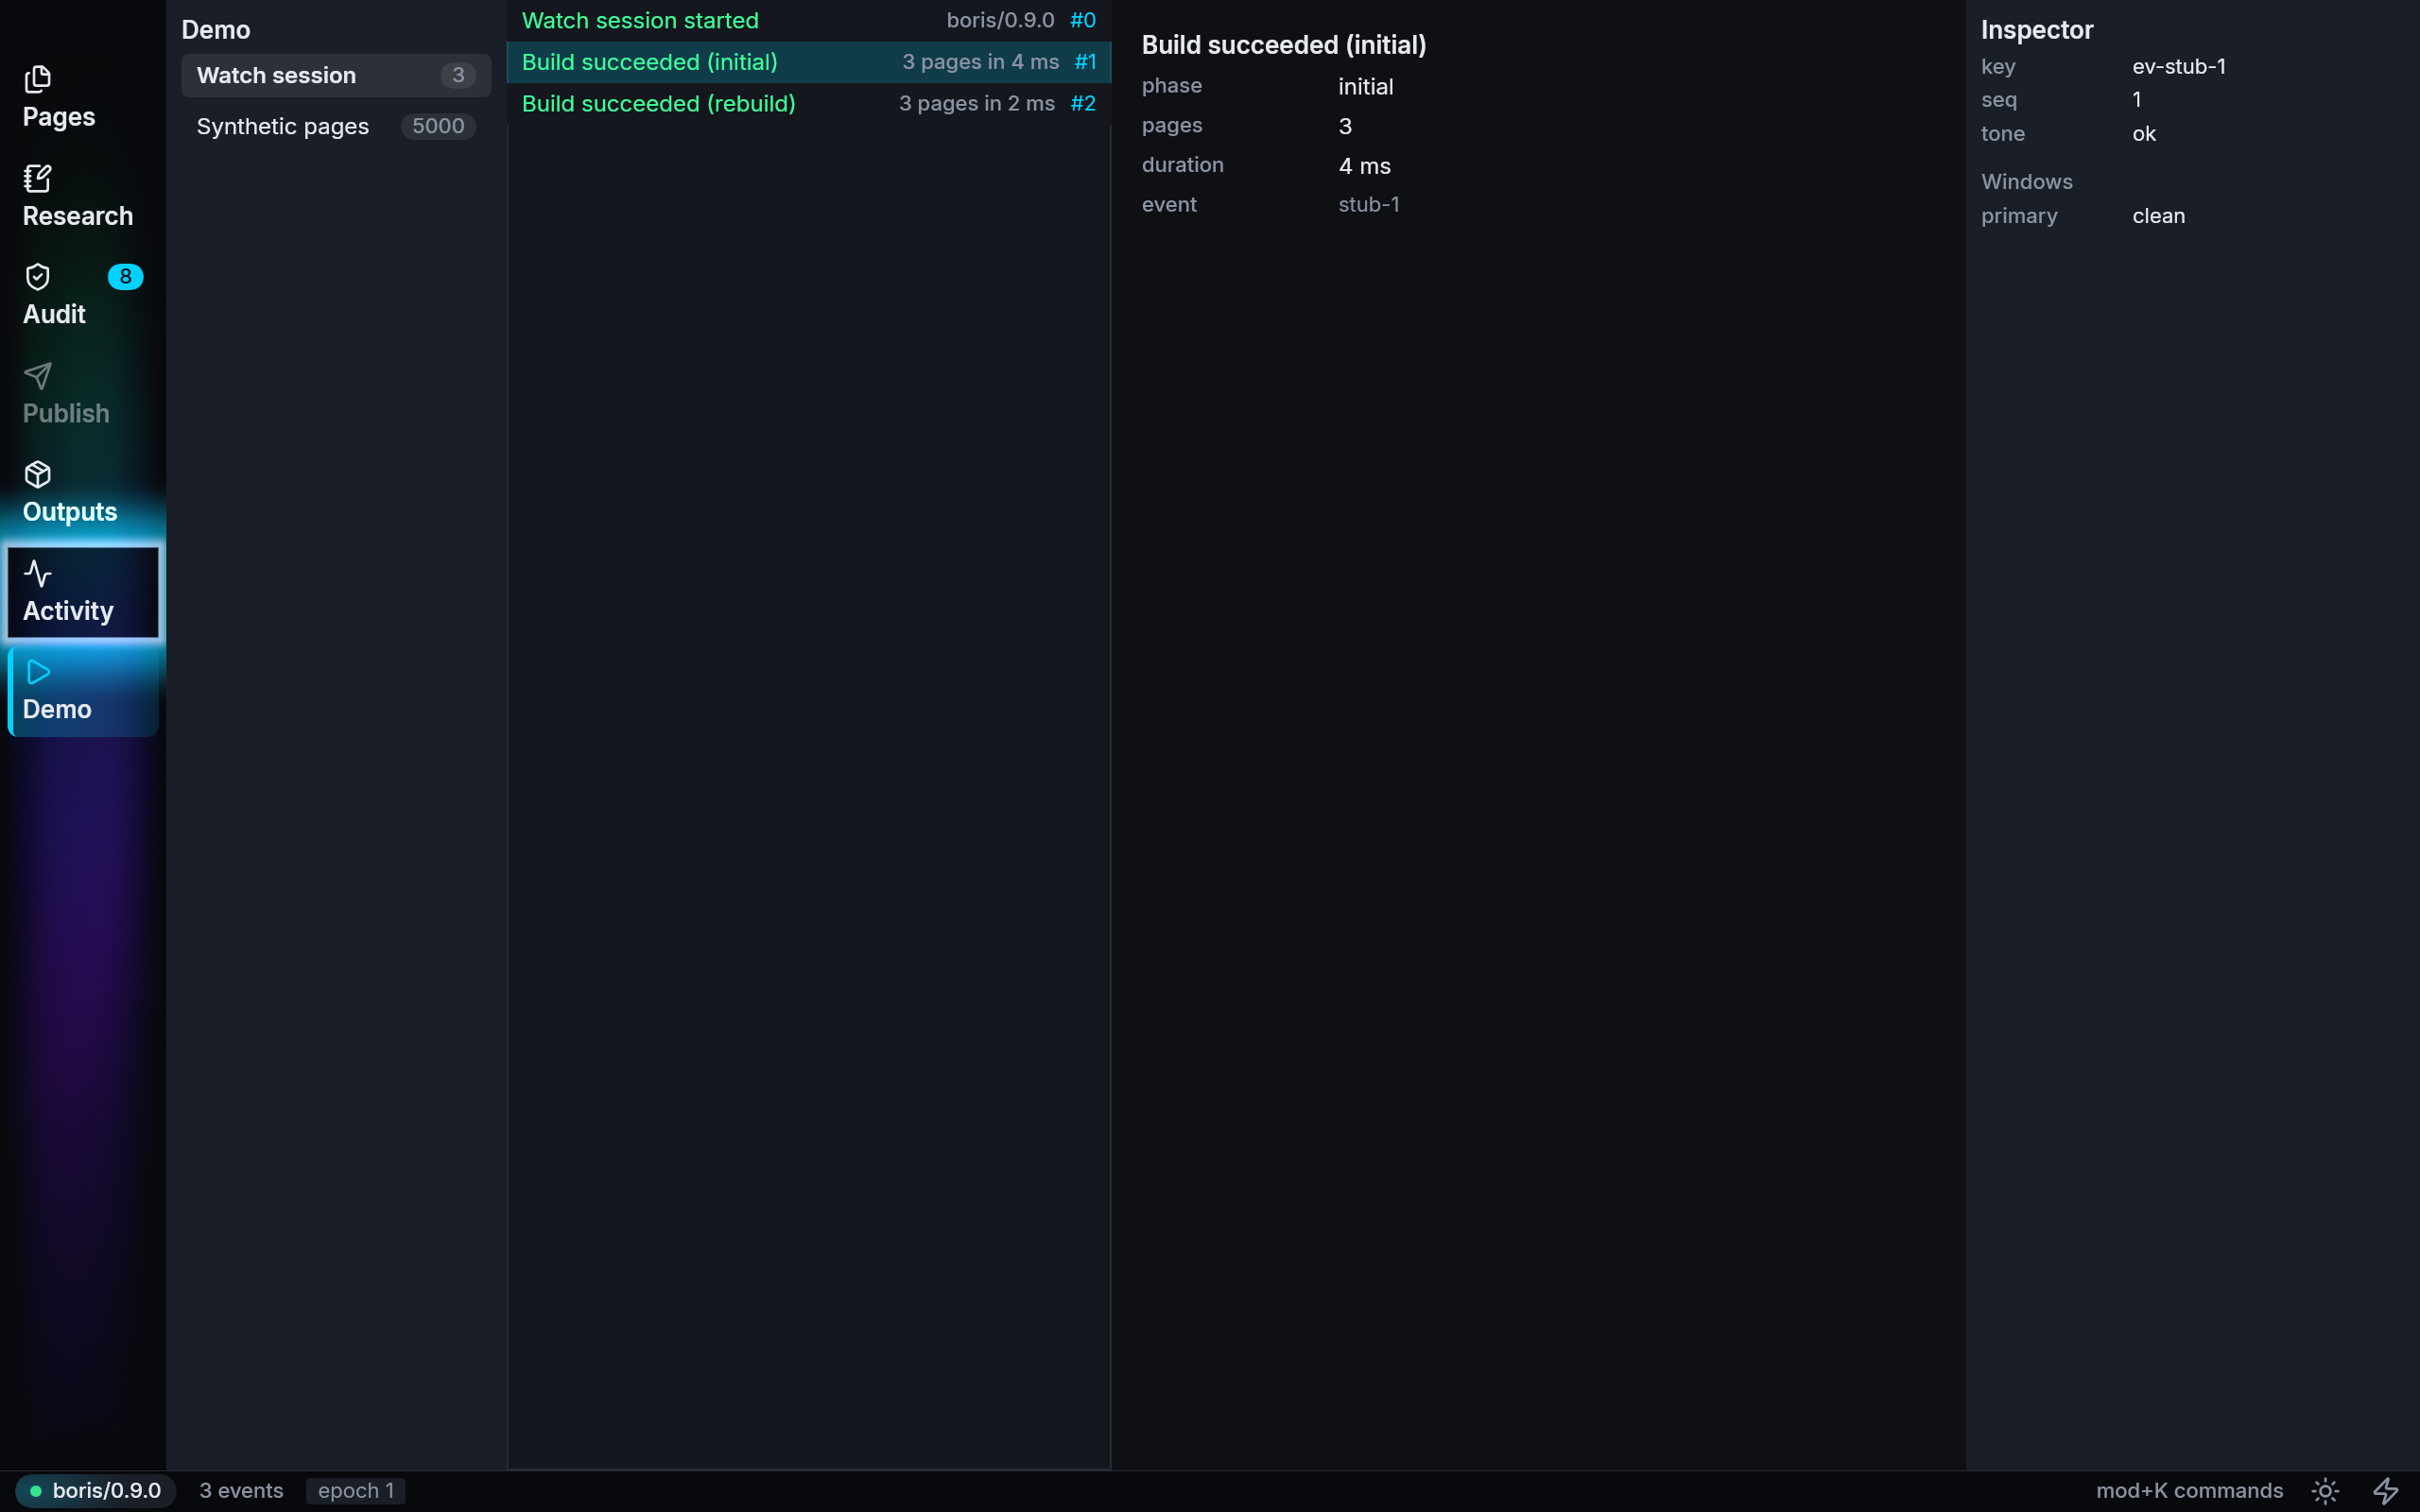 Pages
Research
8
Audit
Publish
Outputs
Activity
Demo
Demo
Watch session 3
Synthetic pages 5000
Watch session started boris/0.9.0 #0
Build succeeded (initial) 3 pages in 4 ms #1
Build succeeded (rebuild) 3 pages in 2 ms #2
Build succeeded (initial)
phase initial
pages 3
duration 4 ms
event stub-1
Inspector
key ev-stub-1
seq 1
tone ok
Windows
primary clean
boris/0.9.0 3 events epoch 1 mod+K commands